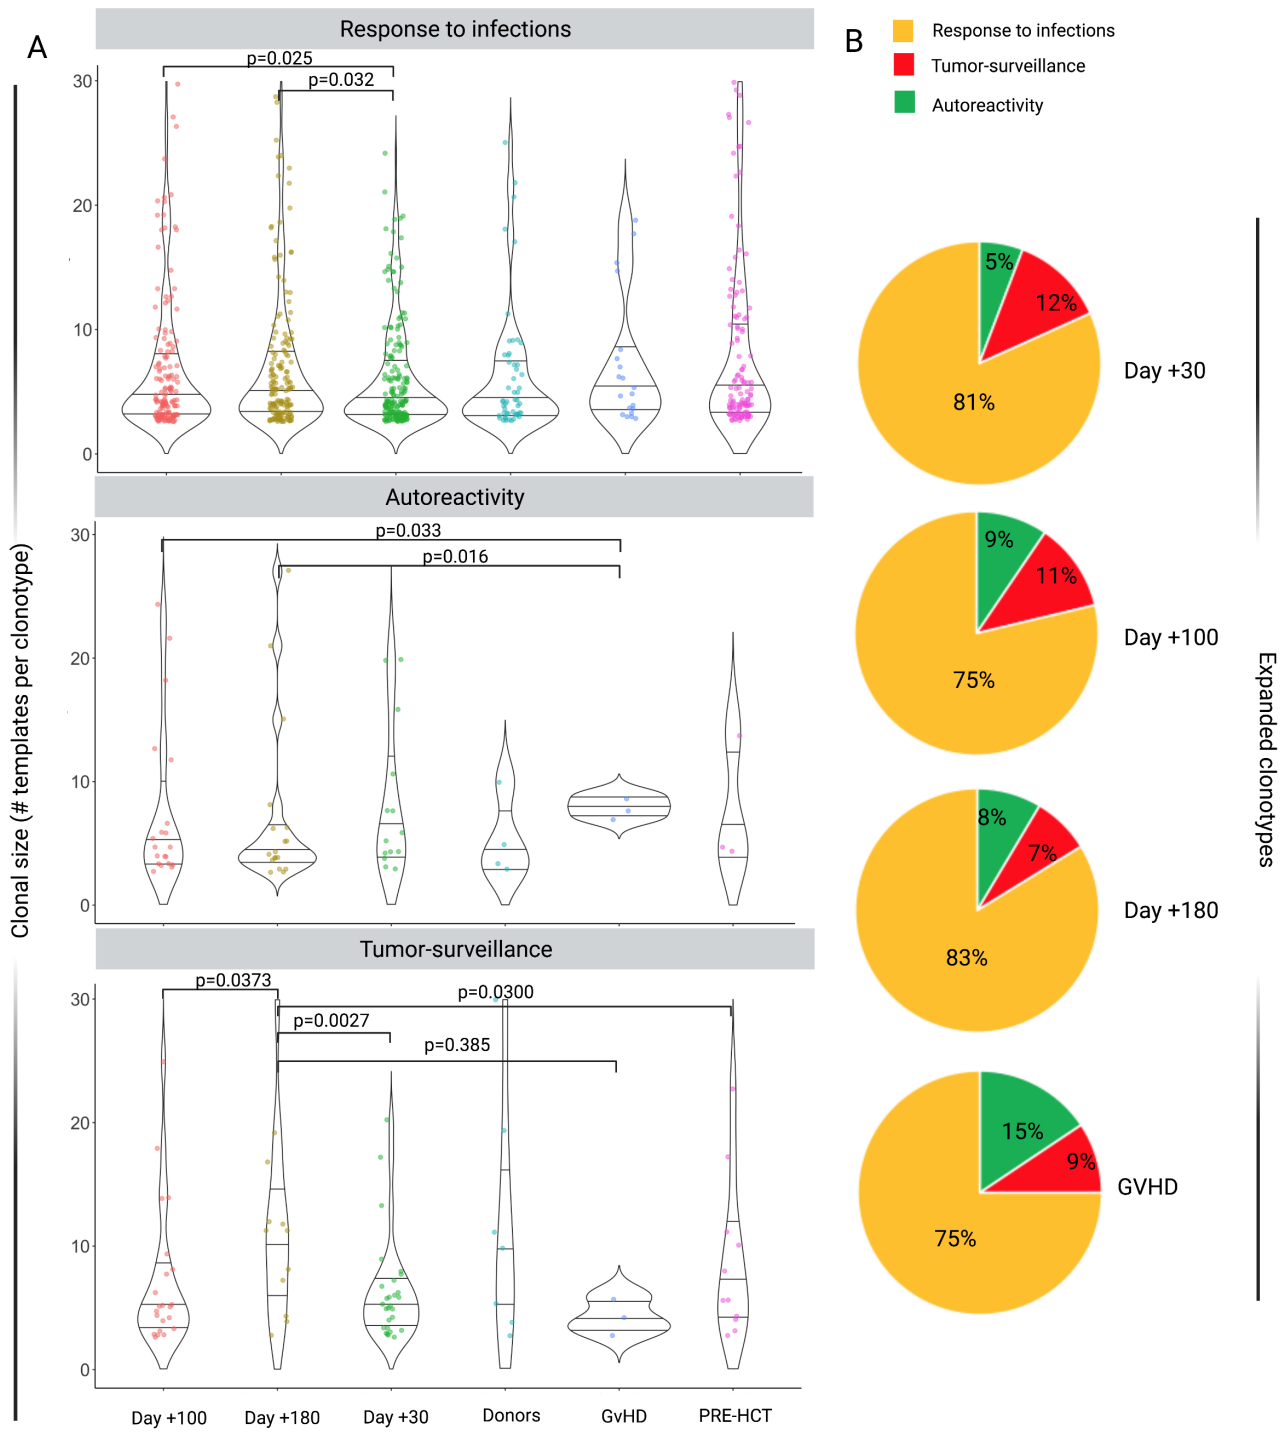 A
Response to infections
p=0.025
p=0.032
30
20
10
0
Autoreactivity
p=0.033
p=0.016
30
20
10
0
Tumor-surveillance
p=0.0373
p=0.0300
p=0.0027
p=0.385
30
20
10
0
Day +100
Day +180
Day +30
Donors
GvHD
PRE-HCT
Clonal size (# templates per clonotype)
B
Response to infections
Tumor-surveillance
Autoreactivity
5%
12%
81%
Day +30
9%
11%
75%
Day +100
8%
7%
83%
Day +180
15%
9%
75%
GVHD
Expanded clonotypes